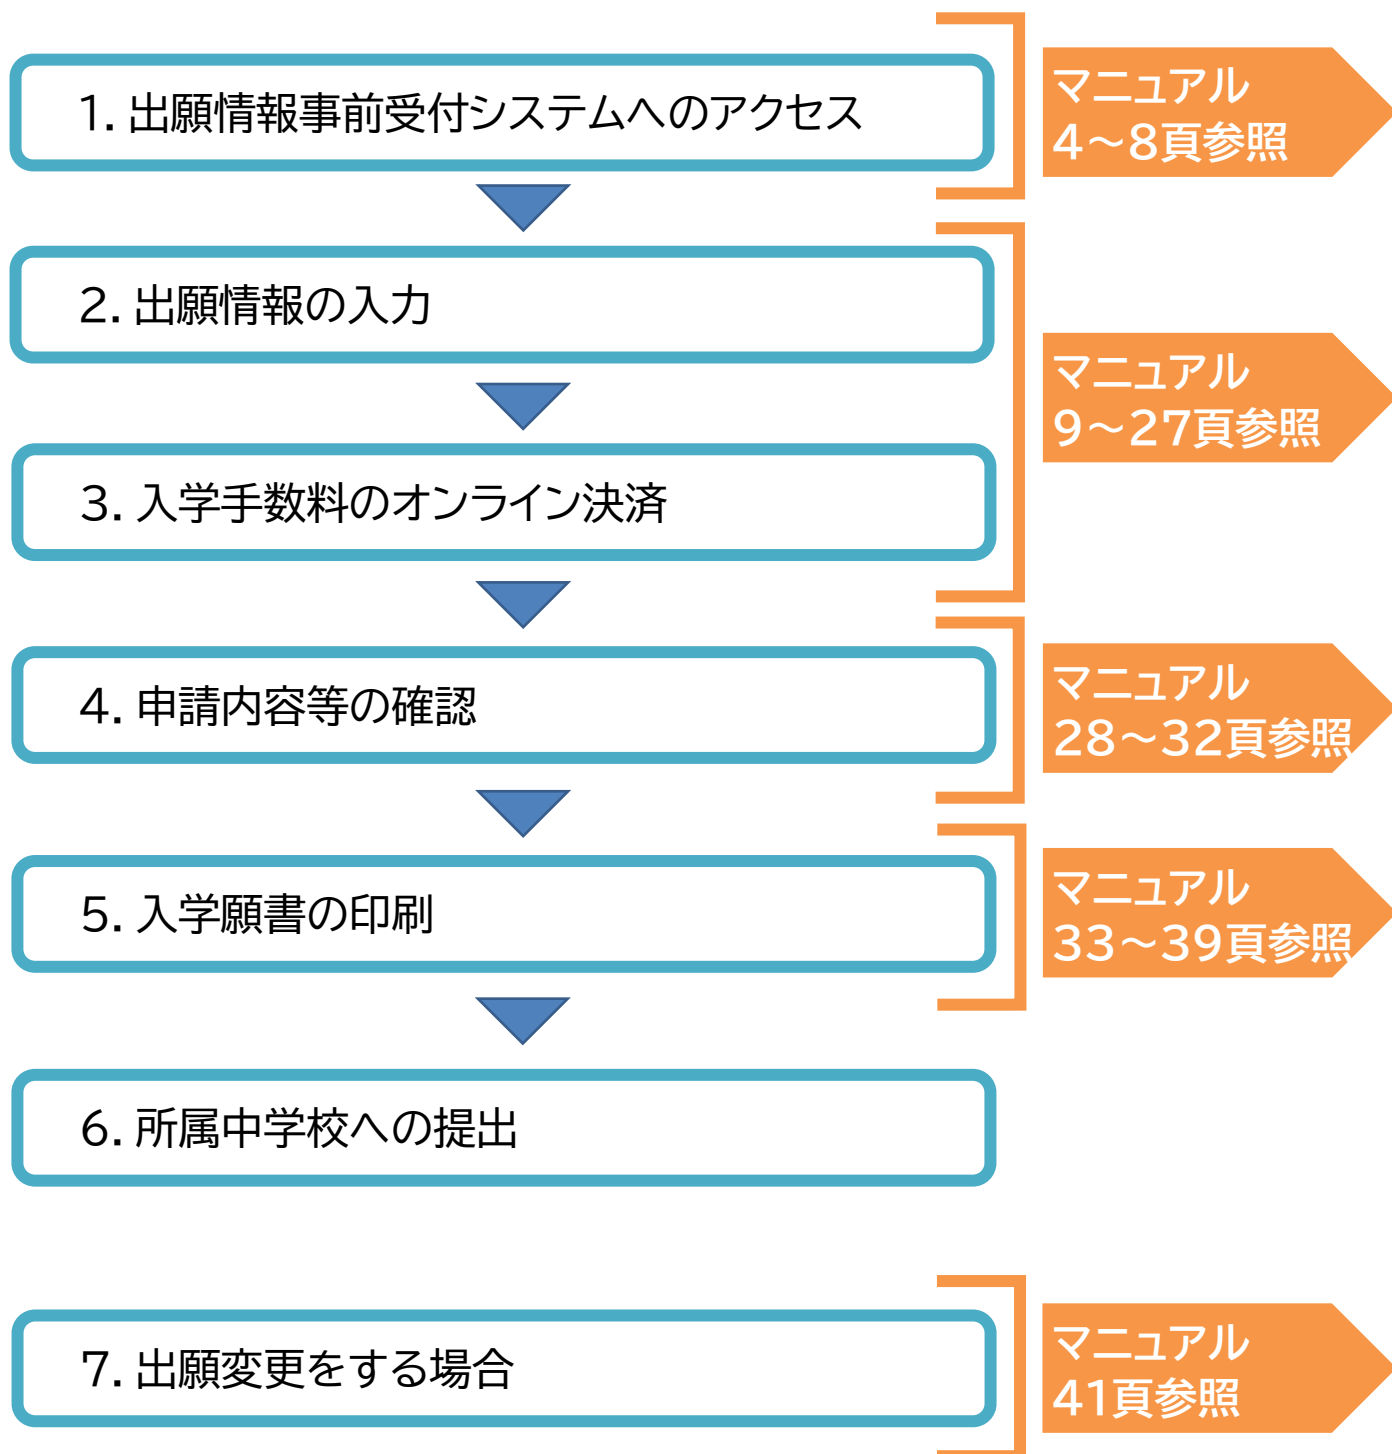 1. 出願情報事前受付システムへのアクセス
マニュアル
4～8頁参照
2. 出願情報の入力
マニュアル
9～27頁参照
3. 入学手数料のオンライン決済
4. 申請内容等の確認
マニュアル
28～32頁参照
5. 入学願書の印刷
マニュアル
33～39頁参照
6. 所属中学校への提出
7. 出願変更をする場合
マニュアル
41頁参照